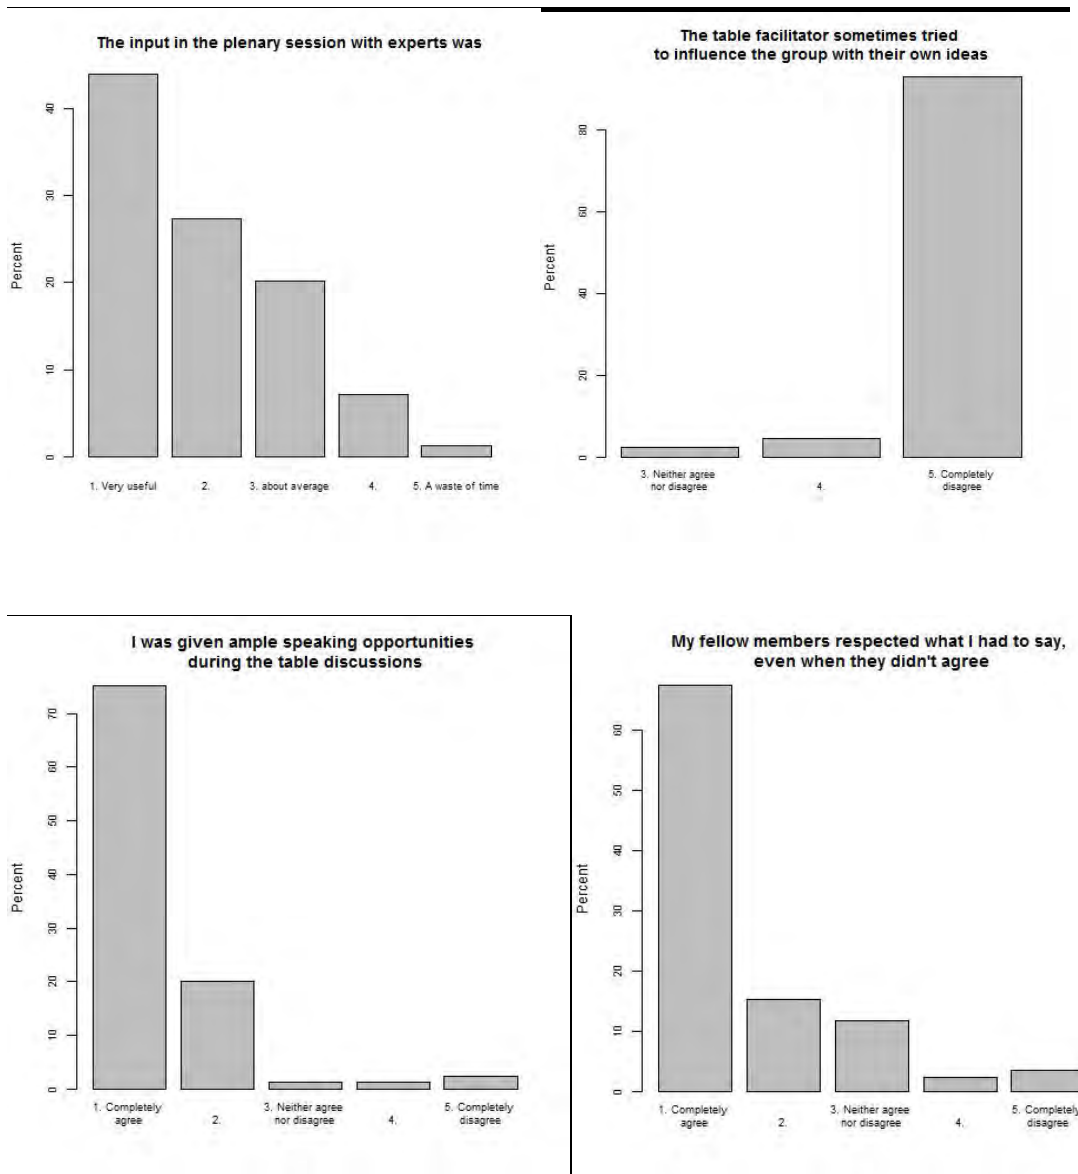 The input in the plenary session with experts was
Percent
0
10
20
30
40
1. Very useful
2.
3. about average
4.
5. A waste of time
The table facilitator sometimes tried
to influence the group with their own ideas
Percent
0
20
40
60
80
3. Neither agree
nor disagree
4.
5. Completely
disagree
I was given ample speaking opportunities
during the table discussions
Percent
0
10
20
30
40
50
60
70
1. Completely
agree
2.
3. Neither agree
nor disagree
4.
5. Completely
disagree
My fellow members respected what I had to say,
even when they didn't agree
Percent
0
10
20
30
40
50
60
1. Completely
agree
2.
3. Neither agree
nor disagree
4.
5. Completely
disagree